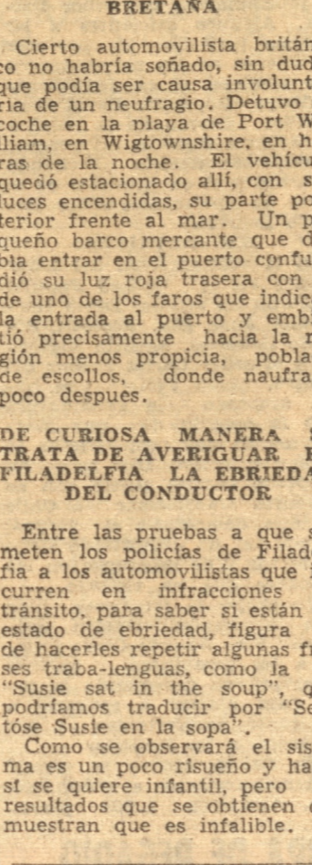 BRETAÑA
Cierto automovilista britán
co no habría soñado, sin dud
que podía ser causa involunt
ria de un neufragio. Detuvo
coche en la playa de Port W
lliam, en Wigtownshire, en h
ras de la noche. El vehícu
quedó estacionado allí, con s
luces encendidas, su parte po
terior frente al mar. Un p
queño barco mercante que d
bía entrar en el puerto confu
dió su luz roja trasera con
de uno de los faros que indic
la entrada al puerto y embi
tió precisamente hacia la r
gión menos propicia, pobla
de escollos, donde naufra
poco después.
DE CURIOSA MANERA S
TRATA DE AVERIGUAR E
FILADELFIA LA EBRIEDA
DEL CONDUCTOR
Entre las pruebas a que s
meten los policías de Filad
fia a los automovilistas que i
curren en infracciones
tránsito, para saber si están
estado de ebriedad, figura
de hacerles repetir algunas fr
ses traba-lenguas, como la
"Susie sat in the soup", q
podríamos traducir por "Se
tóse Susie en la sopa".
Como se observará el sis
ma es un poco risueño y ha
si se quiere infantil, pero
resultados que se obtienen d
muestran que es infalible.